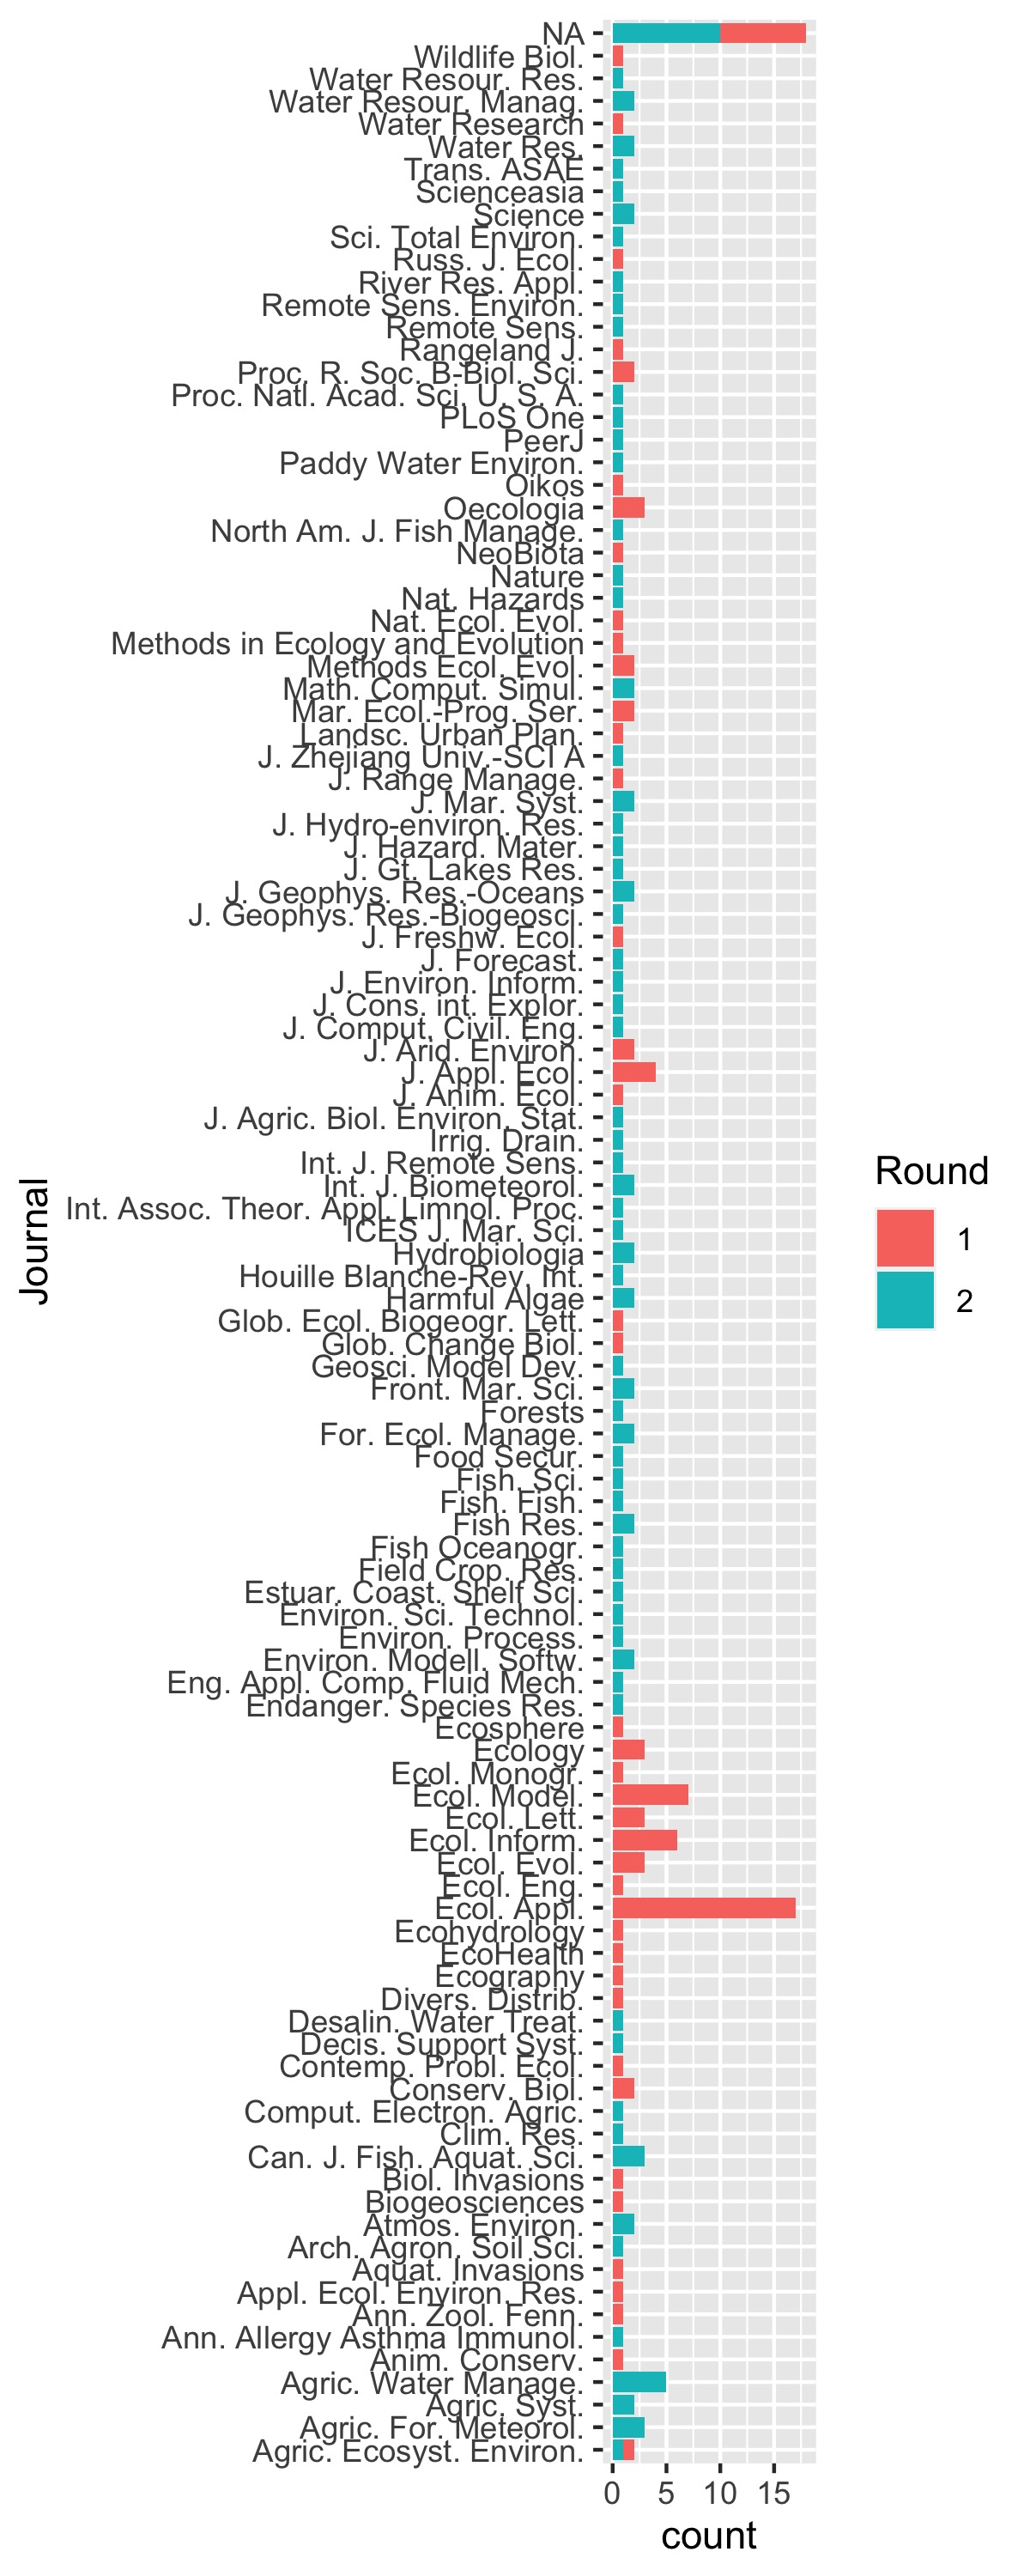 NA
Wildlife Biol.
Water Resour. Res.
Water Resour. Manag.
Water Research
Water Res.
Trans. ASAE
Scienceasia
Science
Sci. Total Environ.
Russ. J. Ecol.
River Res. Appl.
Remote Sens. Environ.
Remote Sens.
Rangeland J.
Proc. R. Soc. B-Biol. Sci.
Proc. Natl. Acad. Sci. U. S. A.
PLoS One
PeerJ
Paddy Water Environ.
Oikos
Oecologia
North Am. J. Fish Manage.
NeoBiota
Nature
Nat. Hazards
Nat. Ecol. Evol.
Methods in Ecology and Evolution
Methods Ecol. Evol.
Math. Comput. Simul.
Mar. Ecol.-Prog. Ser.
Landsc. Urban Plan.
J. Zhejiang Univ.-SCI A
J. Range Manage.
J. Mar. Syst.
J. Hydro-environ. Res.
J. Hazard. Mater.
J. Gt. Lakes Res.
J. Geophys. Res.-Oceans
J. Geophys. Res.-Biogeosci.
J. Freshw. Ecol.
J. Forecast.
J. Environ. Inform.
J. Cons. int. Explor.
J. Comput. Civil. Eng.
J. Arid. Environ.
J. Appl. Ecol.
J. Anim. Ecol.
J. Agric. Biol. Environ. Stat.
Irrig. Drain.
Int. J. Remote Sens.
Int. J. Biometeorol.
Int. Assoc. Theor. Appl. Limnol. Proc.
ICES J. Mar. Sci.
Hydrobiologia
Houille Blanche-Rev. Int.
Harmful Algae
Glob. Ecol. Biogeogr. Lett.
Glob. Change Biol.
Geosci. Model Dev.
Front. Mar. Sci.
Forests
For. Ecol. Manage.
Food Secur.
Fish. Sci.
Fish. Fish.
Fish Res.
Fish Oceanogr.
Field Crop. Res.
Estuar. Coast. Shelf Sci.
Environ. Sci. Technol.
Environ. Process.
Environ. Modell. Softw.
Eng. Appl. Comp. Fluid Mech.
Endanger. Species Res.
Ecosphere
Ecology
Ecol. Monogr.
Ecol. Model.
Ecol. Lett.
Ecol. Inform.
Ecol. Evol.
Ecol. Eng.
Ecol. Appl.
Ecohydrology
EcoHealth
Ecography
Divers. Distrib.
Desalin. Water Treat.
Decis. Support Syst.
Contemp. Probl. Ecol.
Conserv. Biol.
Comput. Electron. Agric.
Clim. Res.
Can. J. Fish. Aquat. Sci.
Biol. Invasions
Biogeosciences
Atmos. Environ.
Arch. Agron. Soil Sci.
Aquat. Invasions
Appl. Ecol. Environ. Res.
Ann. Zool. Fenn.
Ann. Allergy Asthma Immunol.
Anim. Conserv.
Agric. Water Manage.
Agric. Syst.
Agric. For. Meteorol.
Agric. Ecosyst. Environ.
0 5 10 15
count
Journal
Round
1
2